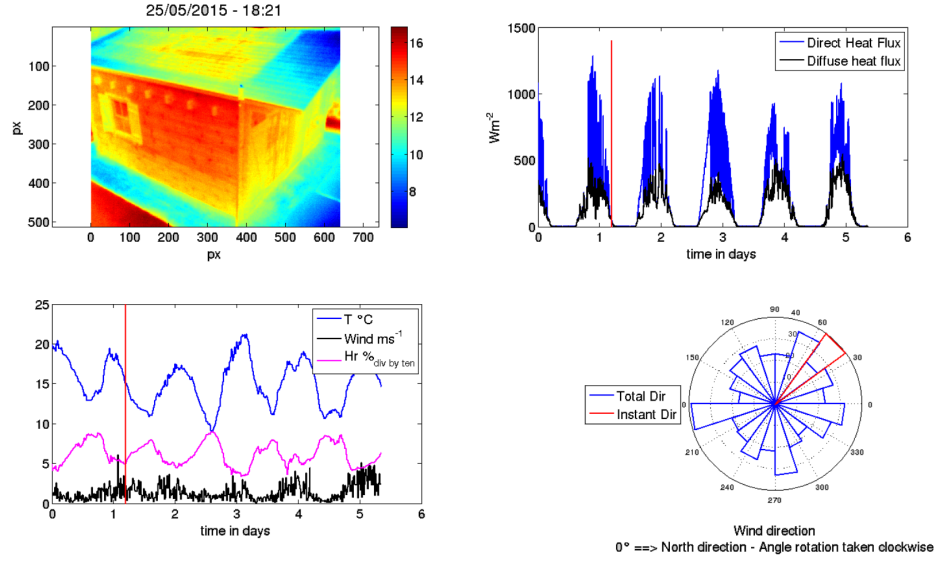 25/05/2015 - 18:21
100
200
300
400
500
px
0 100 200 300 400 500 600 700
px
16
14
12
10
8
1500
1000
500
0
Wm-2
Direct Heat Flux
Diffuse heat flux
0 1 2 3 4 5 6
time in days
25
20
15
10
5
0
T °C
Wind ms-1
Hr %div by ten
0 1 2 3 4 5 6
time in days
90
120 40 60
30
150 30
Total Dir
Instant Dir
0
210 330
240 300
270
Wind direction
0° ==> North direction - Angle rotation taken clockwise